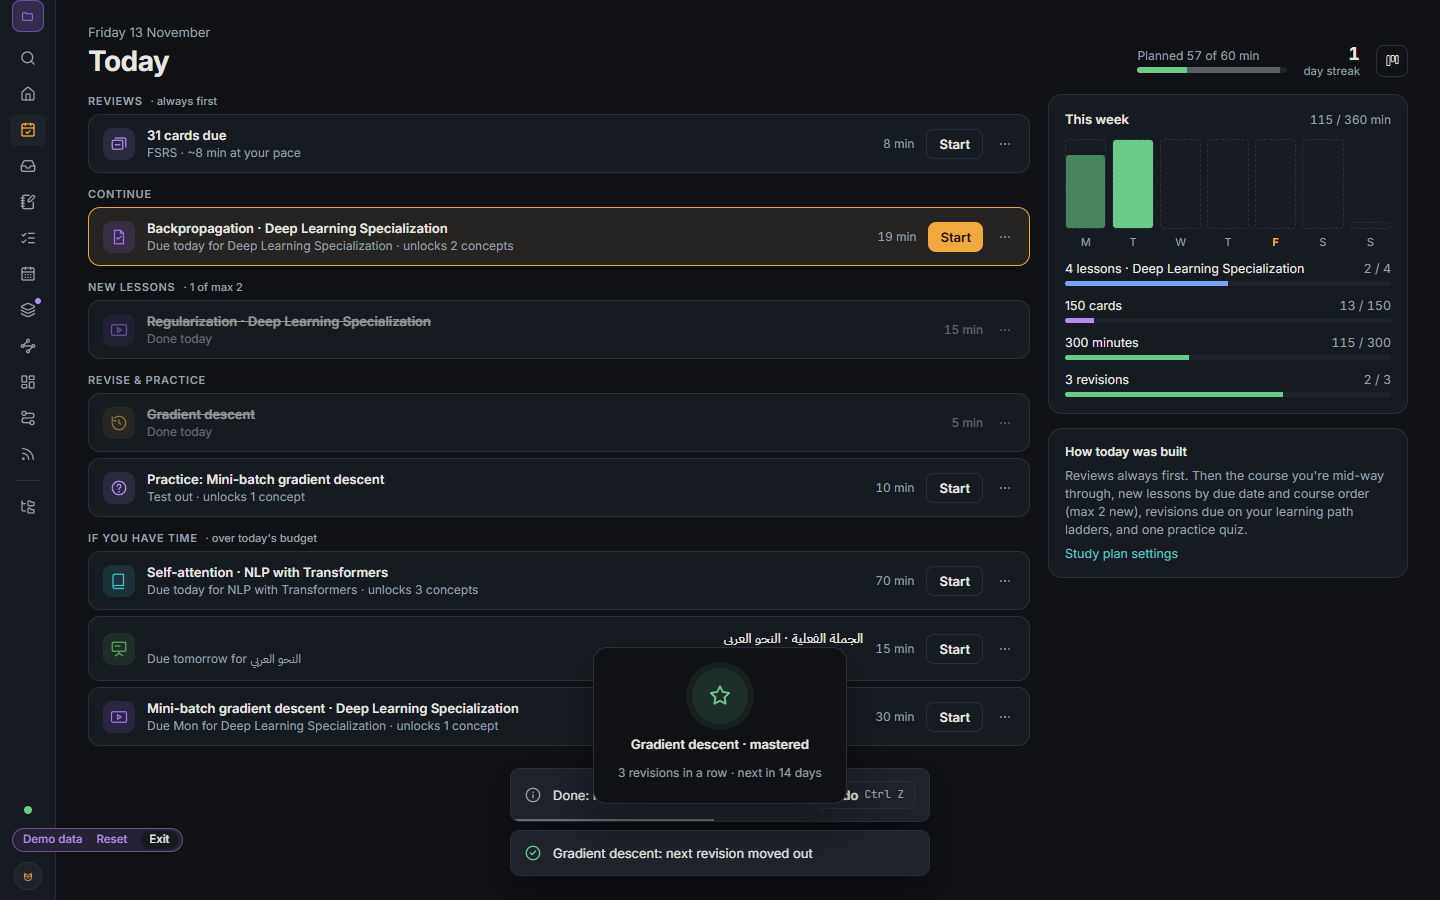 Friday 13 November
Today
Planned 57 of 60 min
1
day streak
REVIEWS · always first
31 cards due
FSRS · ~8 min at your pace
8 min
Start
CONTINUE
Backpropagation · Deep Learning Specialization
Due today for Deep Learning Specialization · unlocks 2 concepts
19 min
Start
NEW LESSONS · 1 of max 2
Regularization · Deep Learning Specialization
Done today
15 min
REVISE & PRACTICE
Gradient descent
Done today
5 min
Practice: Mini-batch gradient descent
Test out · unlocks 1 concept
10 min
Start
IF YOU HAVE TIME · over today's budget
Self-attention · NLP with Transformers
Due today for NLP with Transformers · unlocks 3 concepts
70 min
Start
الجملة الفعلية · النحو العربي
Due tomorrow for النحو العربي
15 min
Start
Mini-batch gradient descent · Deep Learning Specialization
Due Mon for Deep Learning Specialization · unlocks 1 concept
30 min
Start
This week
115 / 360 min
M T W T F S S
4 lessons · Deep Learning Specialization
2 / 4
150 cards
13 / 150
300 minutes
115 / 300
3 revisions
2 / 3
How today was built
Reviews always first. Then the course you're mid-way
through, new lessons by due date and course order
(max 2 new), revisions due on your learning path
ladders, and one practice quiz.
Study plan settings
Gradient descent · mastered
3 revisions in a row · next in 14 days
Done:
Ctrl Z
Gradient descent: next revision moved out
Demo data
Reset
Exit